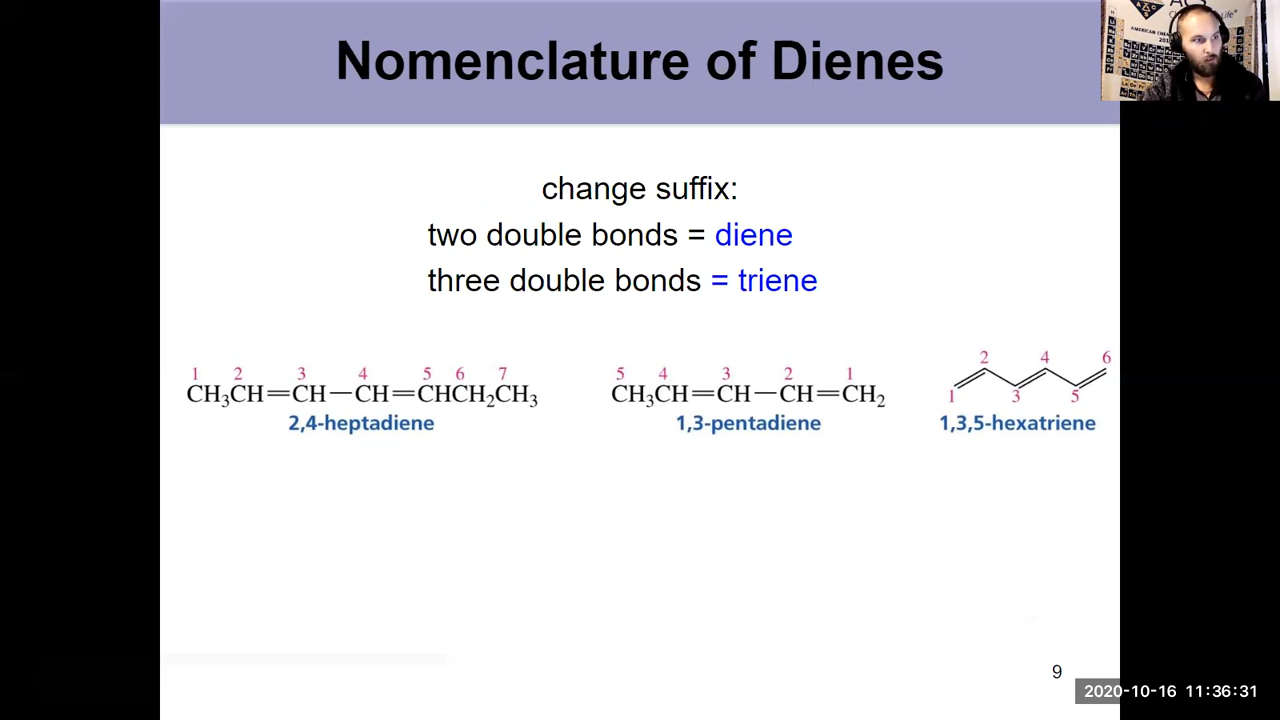 Nomenclature of Dienes
change suffix:
two double bonds = diene
three double bonds = triene
1 2 3 4 5 6 7
CH₃CH=CH—CH=CHCH₂CH₃
2,4-heptadiene
5 4 3 2 1
CH₃CH=CH—CH=CH₂
1,3-pentadiene
2 4 6
1 3 5
1,3,5-hexatriene
9
2020-10-16 11:36:31
AMERICAN CHE